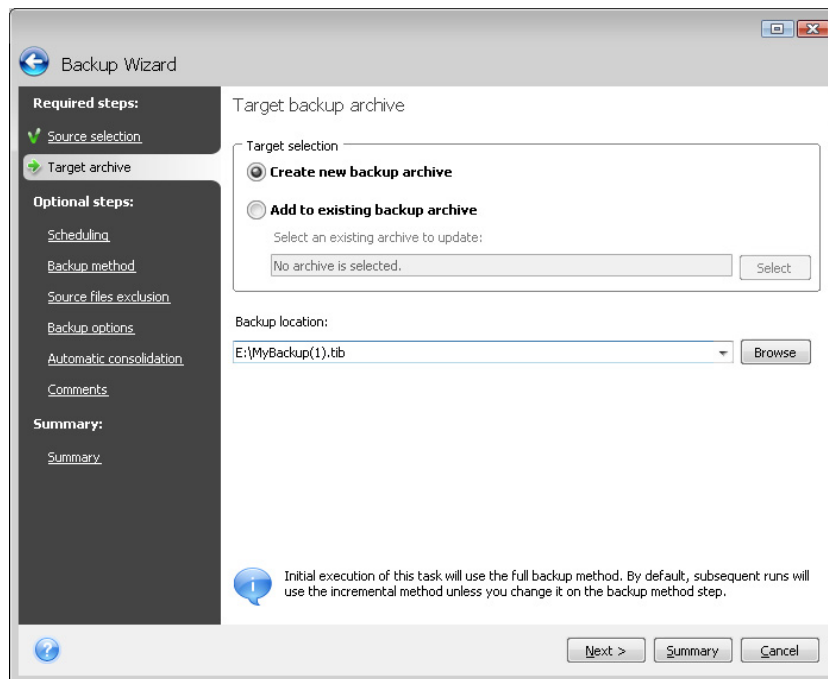 Backup Wizard
Required steps:
Source selection
Target archive
Optional steps:
Scheduling
Backup method
Source files exclusion
Backup options
Automatic consolidation
Comments
Summary:
Summary
Target backup archive
Target selection
Create new backup archive
Add to existing backup archive
Select an existing archive to update:
No archive is selected.
Select
Backup location:
E:\MyBackup(1).tib
Browse
Initial execution of this task will use the full backup method. By default, subsequent runs will
use the incremental method unless you change it on the backup method step.
Next >
Summary
Cancel